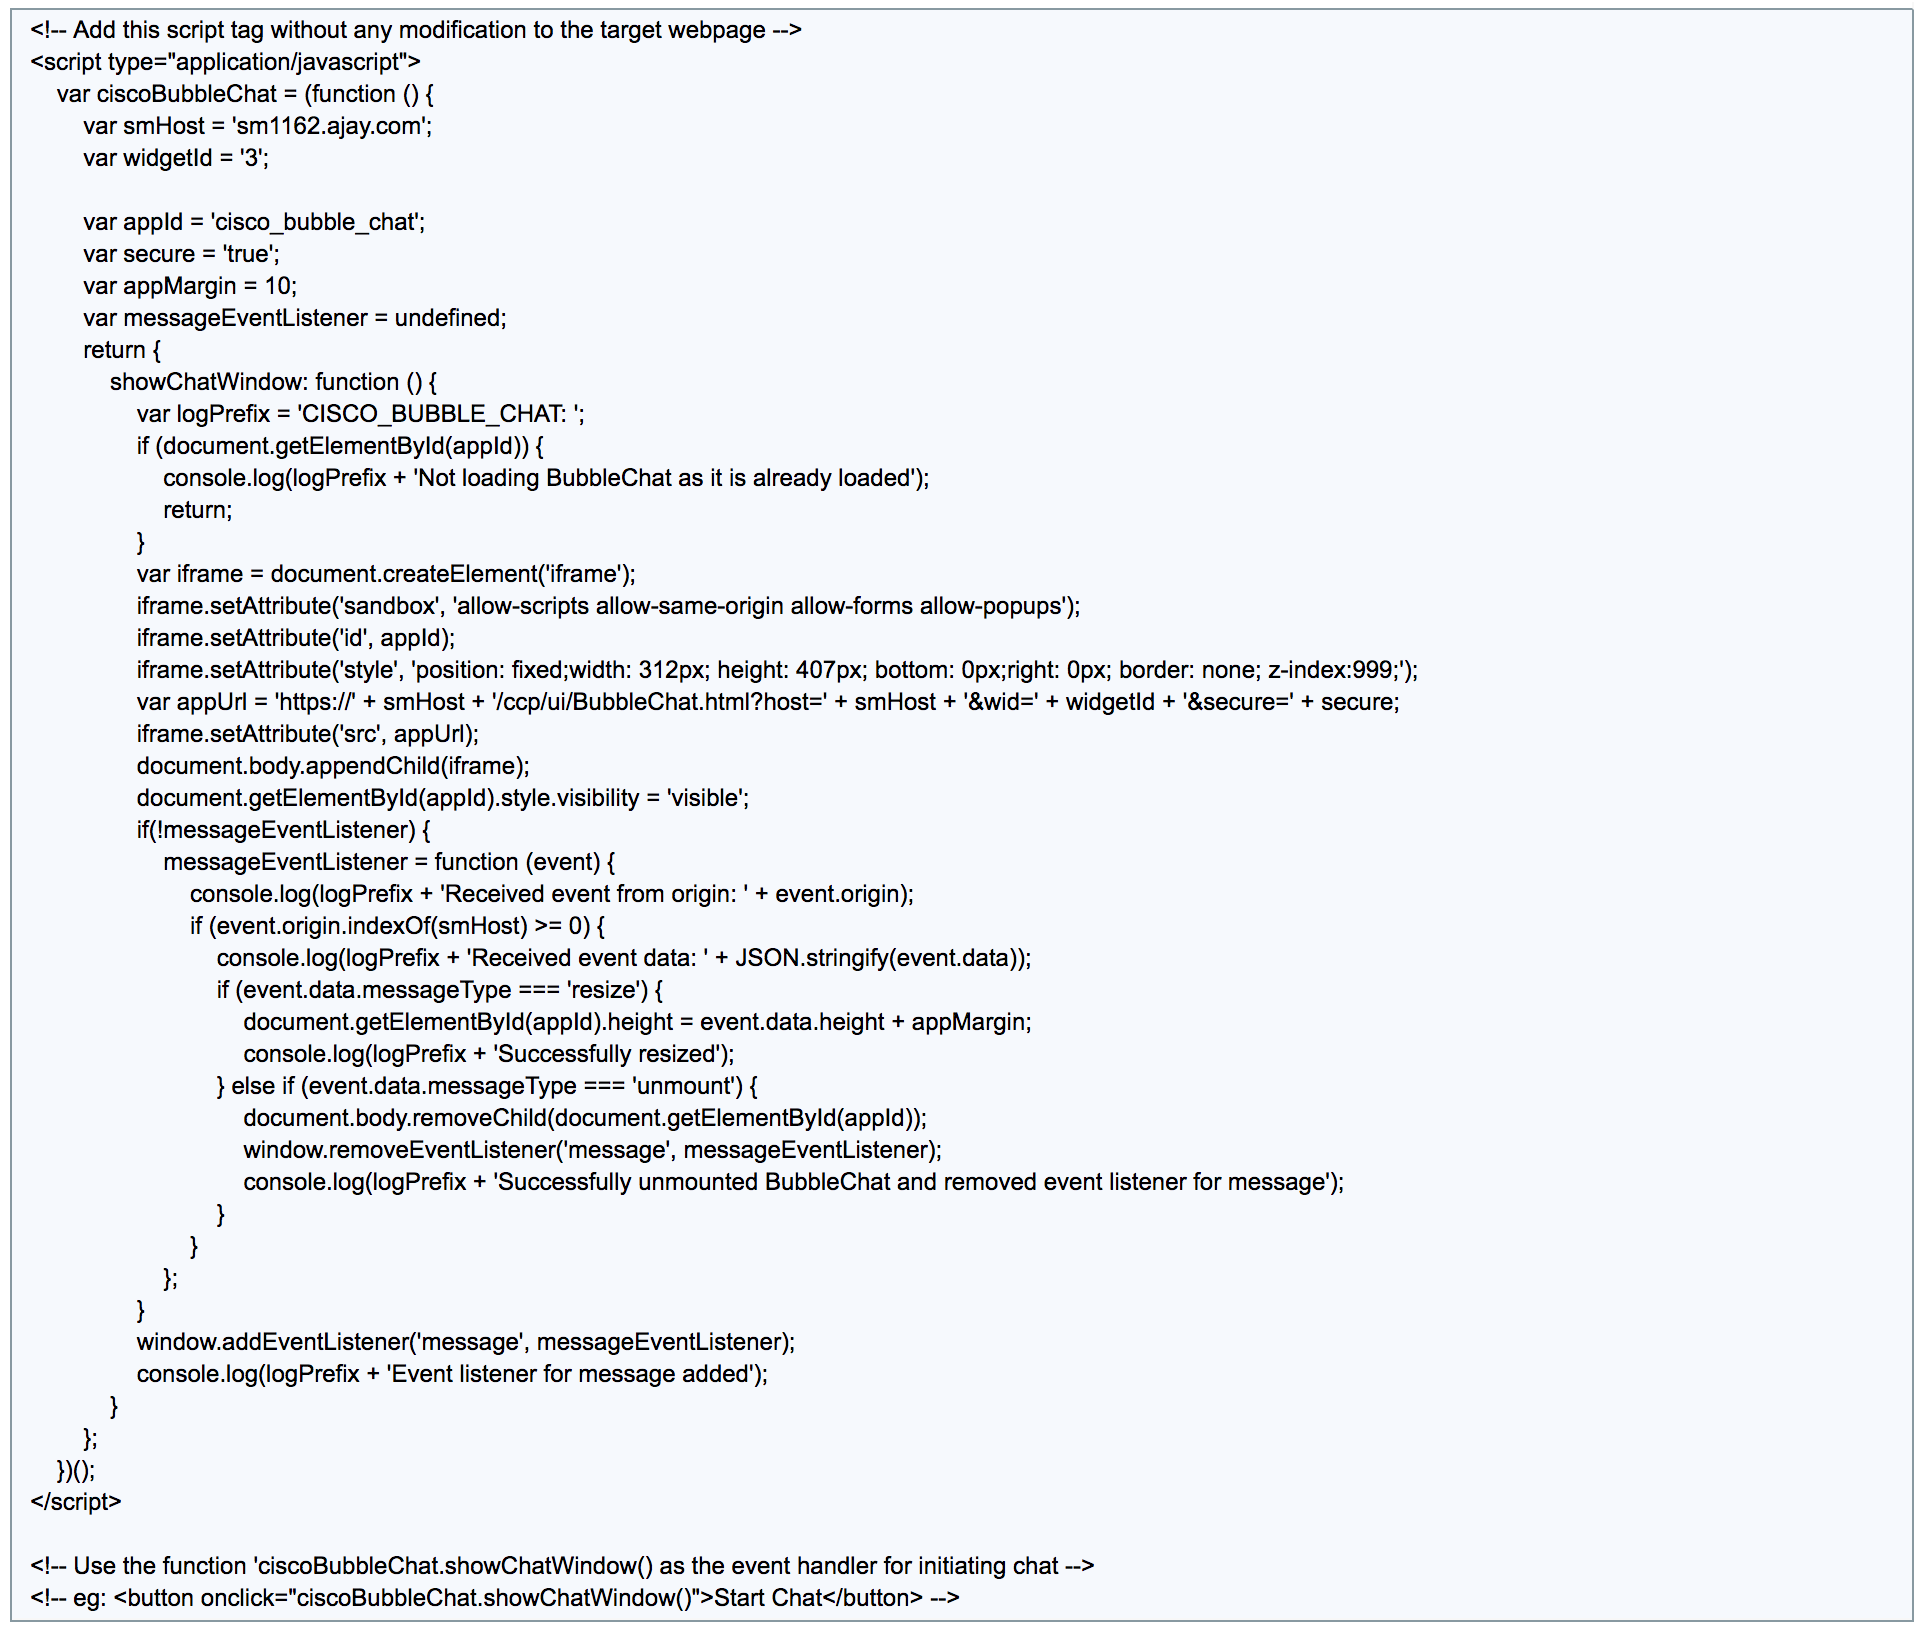 <!-- Add this script tag without any modification to the target webpage -->
<script type="application/javascript">
var ciscoBubbleChat = (function () {
var smHost = 'sm1162.ajay.com';
var widgetId = '3';
var appId = 'cisco_bubble_chat';
var secure = 'true';
var appMargin = 10;
var messageEventListener = undefined;
return {
showChatWindow: function () {
var logPrefix = 'CISCO_BUBBLE_CHAT: ';
if (document.getElementById(appId)) {
console.log(logPrefix + 'Not loading BubbleChat as it is already loaded');
return;
}
var iframe = document.createElement('iframe');
iframe.setAttribute('sandbox', 'allow-scripts allow-same-origin allow-forms allow-popups');
iframe.setAttribute('id', appId);
iframe.setAttribute('style', 'position: fixed;width: 312px; height: 407px; bottom: 0px;right: 0px; border: none; z-index:999;');
var appUrl = 'https://' + smHost + '/ccp/ui/BubbleChat.html?host=' + smHost + '&wid=' + widgetId + '&secure=' + secure;
iframe.setAttribute('src', appUrl);
document.body.appendChild(iframe);
document.getElementById(appId).style.visibility = 'visible';
if(!messageEventListener) {
messageEventListener = function (event) {
console.log(logPrefix + 'Received event from origin: ' + event.origin);
if (event.origin.indexOf(smHost) >= 0) {
console.log(logPrefix + 'Received event data: ' + JSON.stringify(event.data));
if (event.data.messageType === 'resize') {
document.getElementById(appId).height = event.data.height + appMargin;
console.log(logPrefix + 'Successfully resized');
} else if (event.data.messageType === 'unmount') {
document.body.removeChild(document.getElementById(appId));
window.removeEventListener('message', messageEventListener);
console.log(logPrefix + 'Successfully unmounted BubbleChat and removed event listener for message');
}
}
};
}
window.addEventListener('message', messageEventListener);
console.log(logPrefix + 'Event listener for message added');
}
};
})();
</script>
<!-- Use the function 'ciscoBubbleChat.showChatWindow() as the event handler for initiating chat -->
<!-- eg: <button onclick="ciscoBubbleChat.showChatWindow()">Start Chat</button> -->